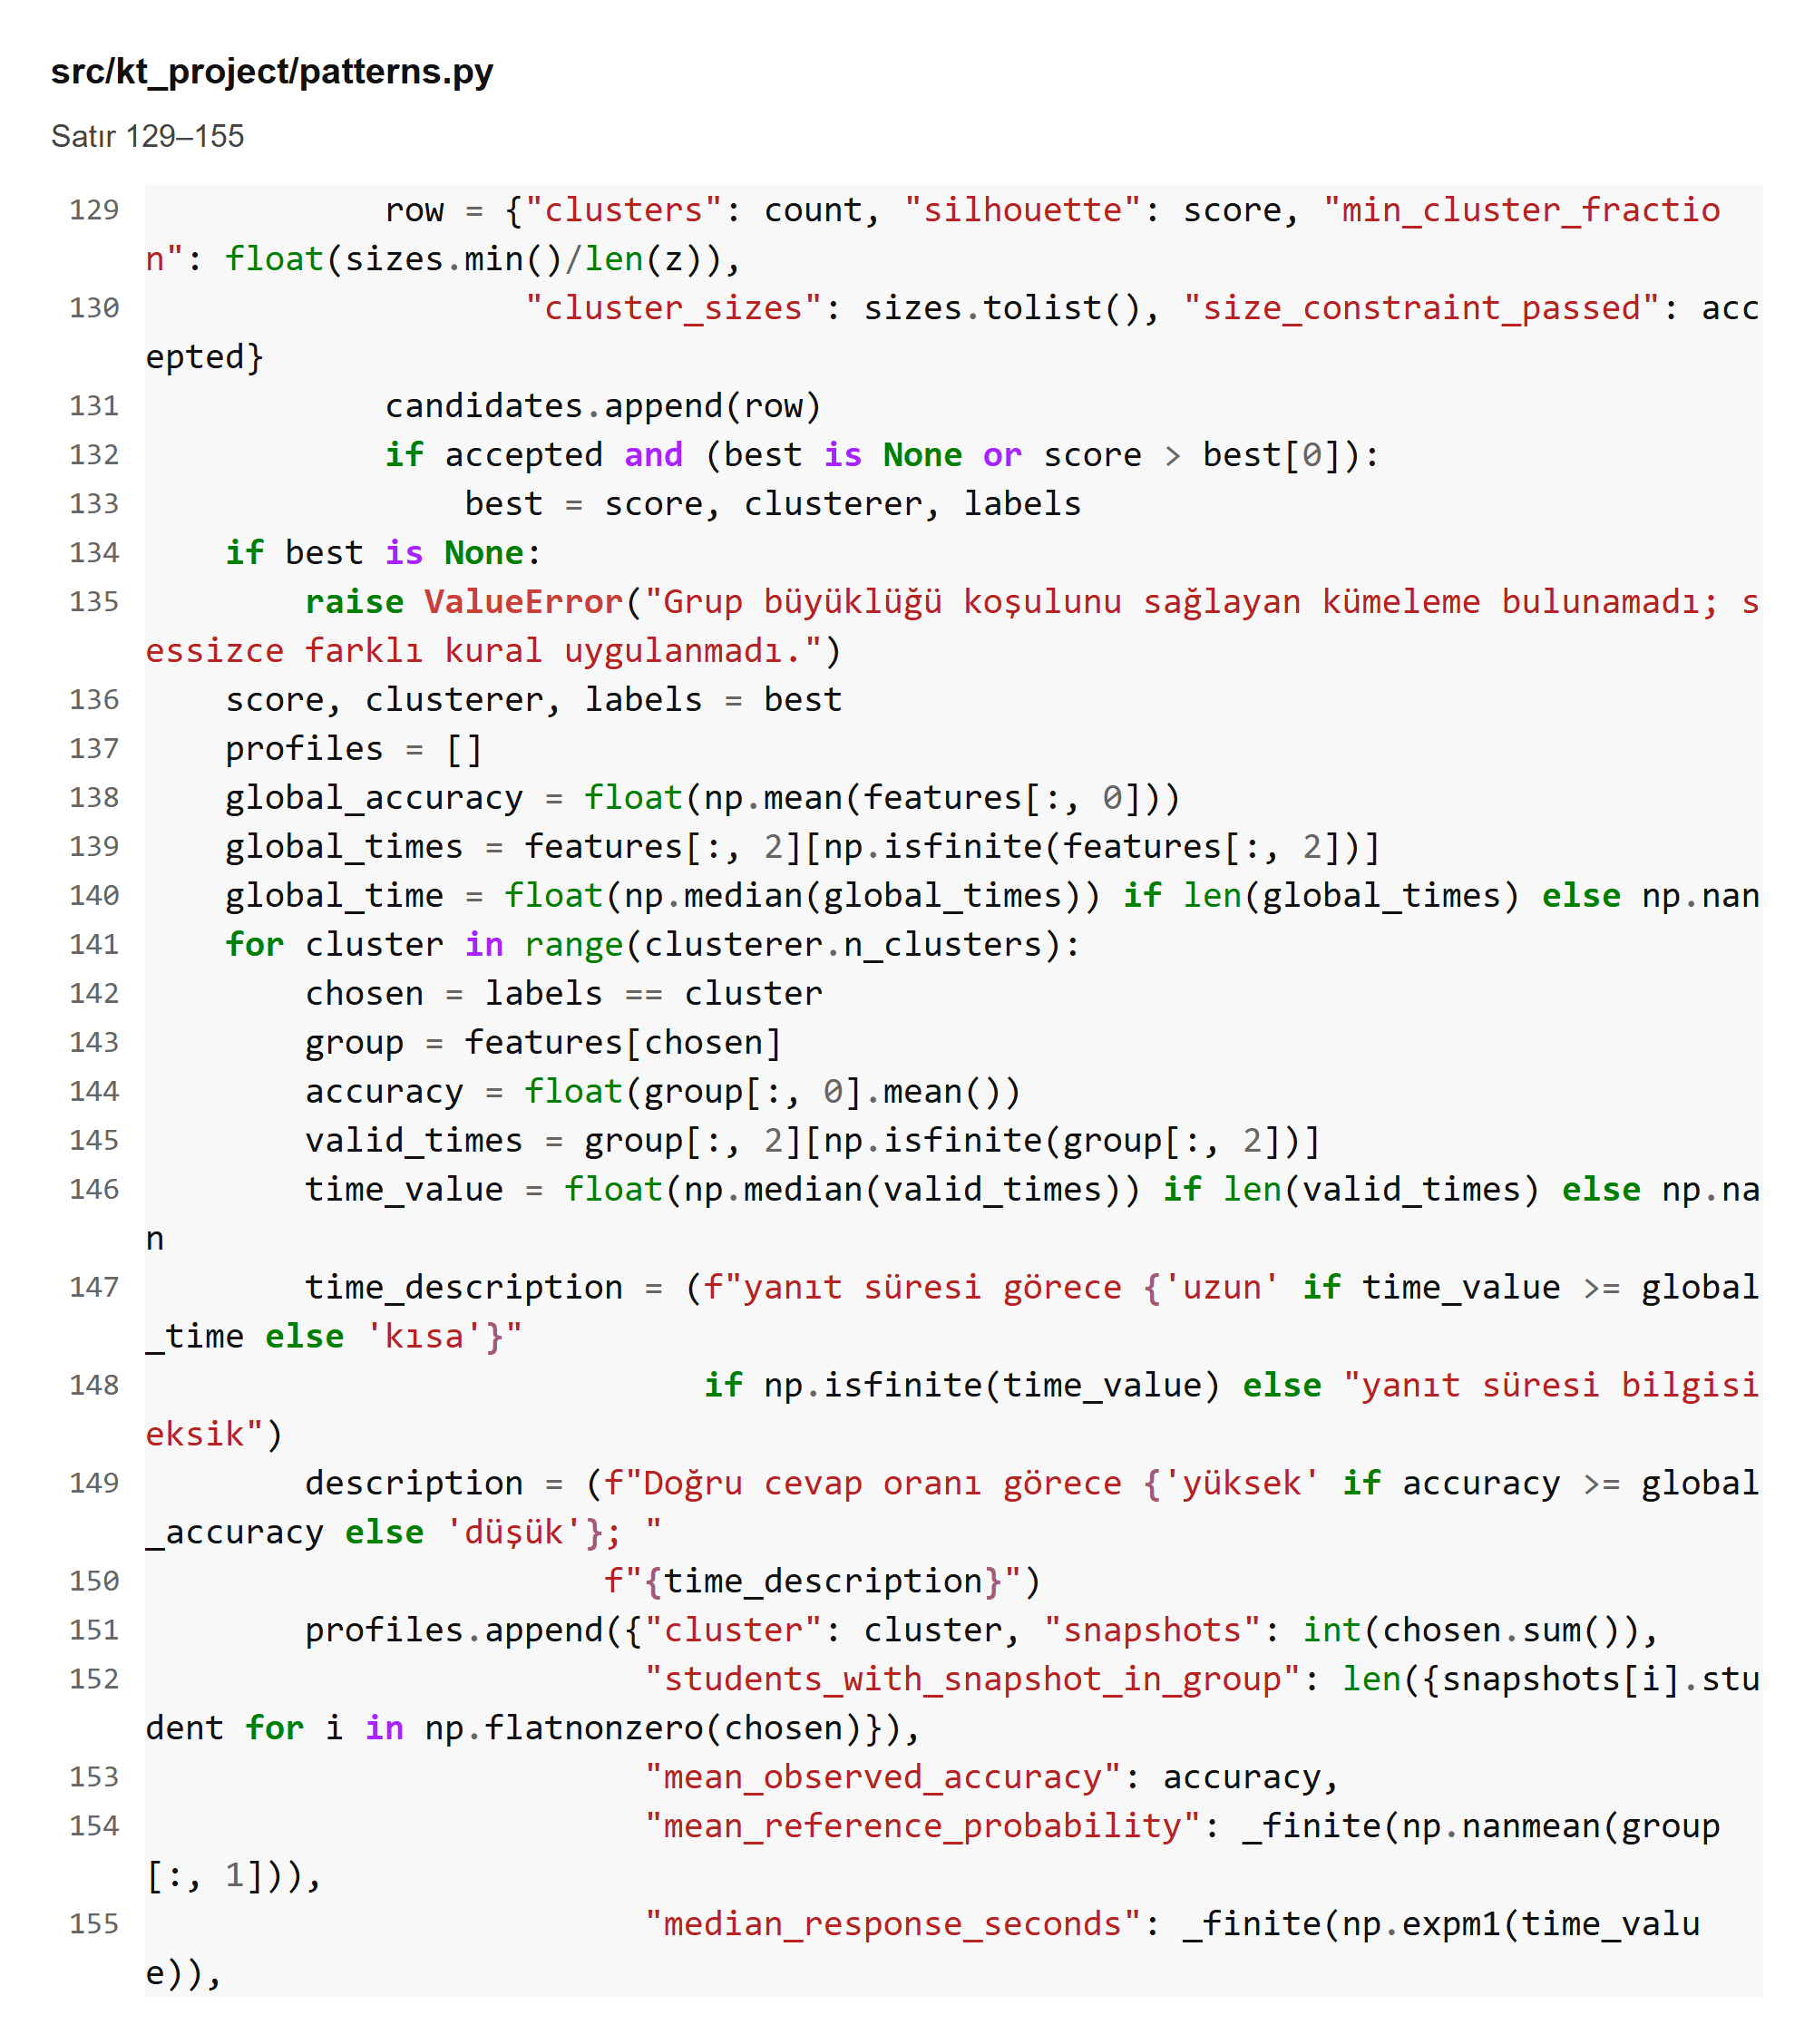 src/kt_project/patterns.py
Satır 129–155
129             row = {"clusters": count, "silhouette": score, "min_cluster_fractio
n": float(sizes.min()/len(z)),
130                    "cluster_sizes": sizes.tolist(), "size_constraint_passed": acc
epted}
131             candidates.append(row)
132             if accepted and (best is None or score > best[0]):
133                 best = score, clusterer, labels
134     if best is None:
135         raise ValueError("Grup büyüklüğü koşulunu sağlayan kümeleme bulunamadı; s
essizce farklı kural uygulanmadı.")
136     score, clusterer, labels = best
137     profiles = []
138     global_accuracy = float(np.mean(features[:, 0]))
139     global_times = features[:, 2][np.isfinite(features[:, 2])]
140     global_time = float(np.median(global_times)) if len(global_times) else np.nan
141     for cluster in range(clusterer.n_clusters):
142         chosen = labels == cluster
143         group = features[chosen]
144         accuracy = float(group[:, 0].mean())
145         valid_times = group[:, 2][np.isfinite(group[:, 2])]
146         time_value = float(np.median(valid_times)) if len(valid_times) else np.na
n
147         time_description = (f"yanıt süresi görece {'uzun' if time_value >= global
_time else 'kısa'}"
148                             if np.isfinite(time_value) else "yanıt süresi bilgisi
eksik")
149         description = (f"Doğru cevap oranı görece {'yüksek' if accuracy >= global
_accuracy else 'düşük'}; "
150                        f"{time_description}")
151         profiles.append({"cluster": cluster, "snapshots": int(chosen.sum()),
152                          "students_with_snapshot_in_group": len({snapshots[i].stu
dent for i in np.flatnonzero(chosen)}),
153                          "mean_observed_accuracy": accuracy,
154                          "mean_reference_probability": _finite(np.nanmean(group
[:, 1])),
155                          "median_response_seconds": _finite(np.expm1(time_valu
e)),